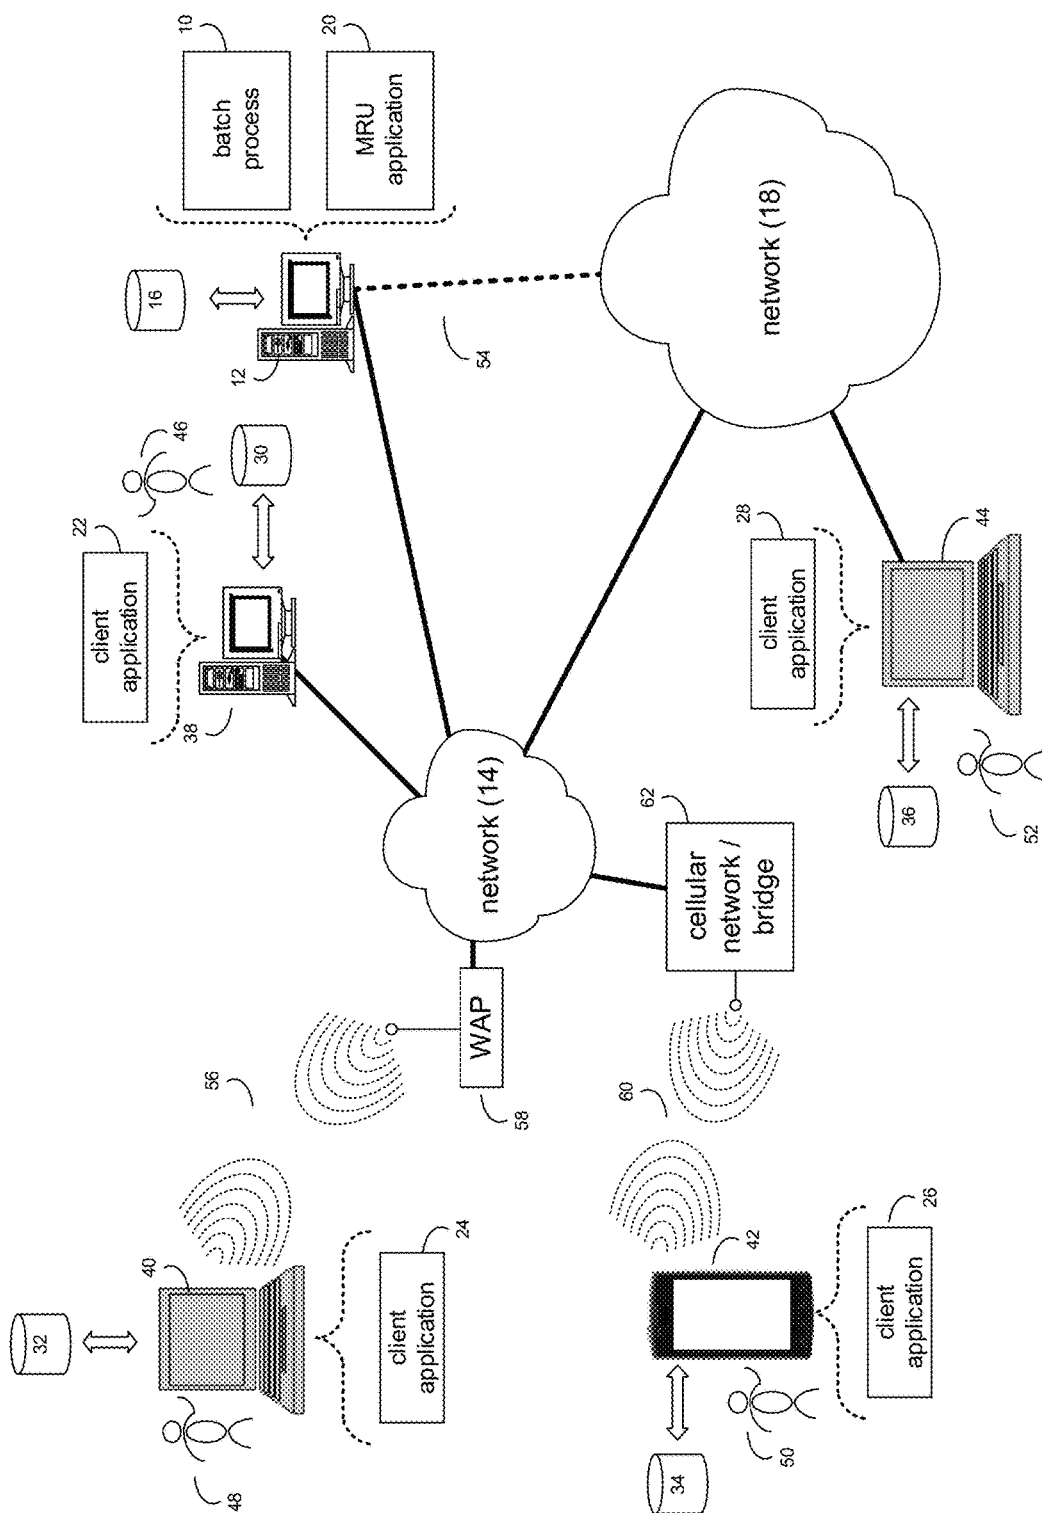 32
40
48
client
application
24
56
WAP
58
client
application
22
38
46
30
16
12
10
batch
process
20
MRU
application
54
network (14)
60
34
42
50
client
application
26
62
cellular
network /
bridge
network (18)
28
client
application
36
44
52